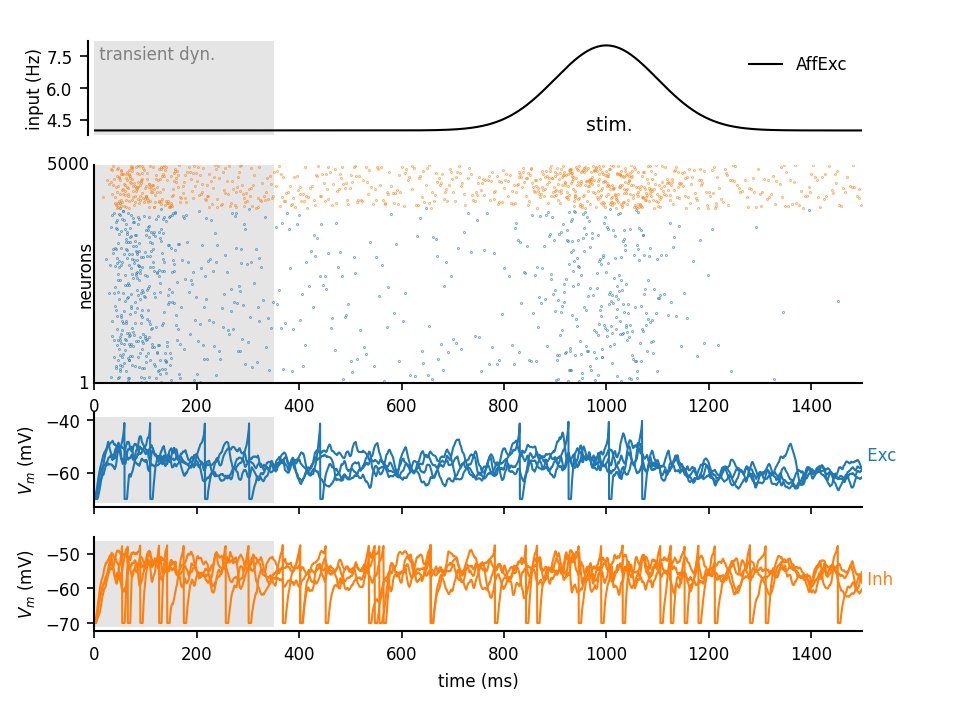 input (Hz)
7.5
6.0
4.5
transient dyn.
AffExc
stim.
neurons
5000
1
0 200 400 600 800 1000 1200 1400
V_m (mV)
−40
−60
Exc
V_m (mV)
−50
−60
−70
Inh
0 200 400 600 800 1000 1200 1400
time (ms)